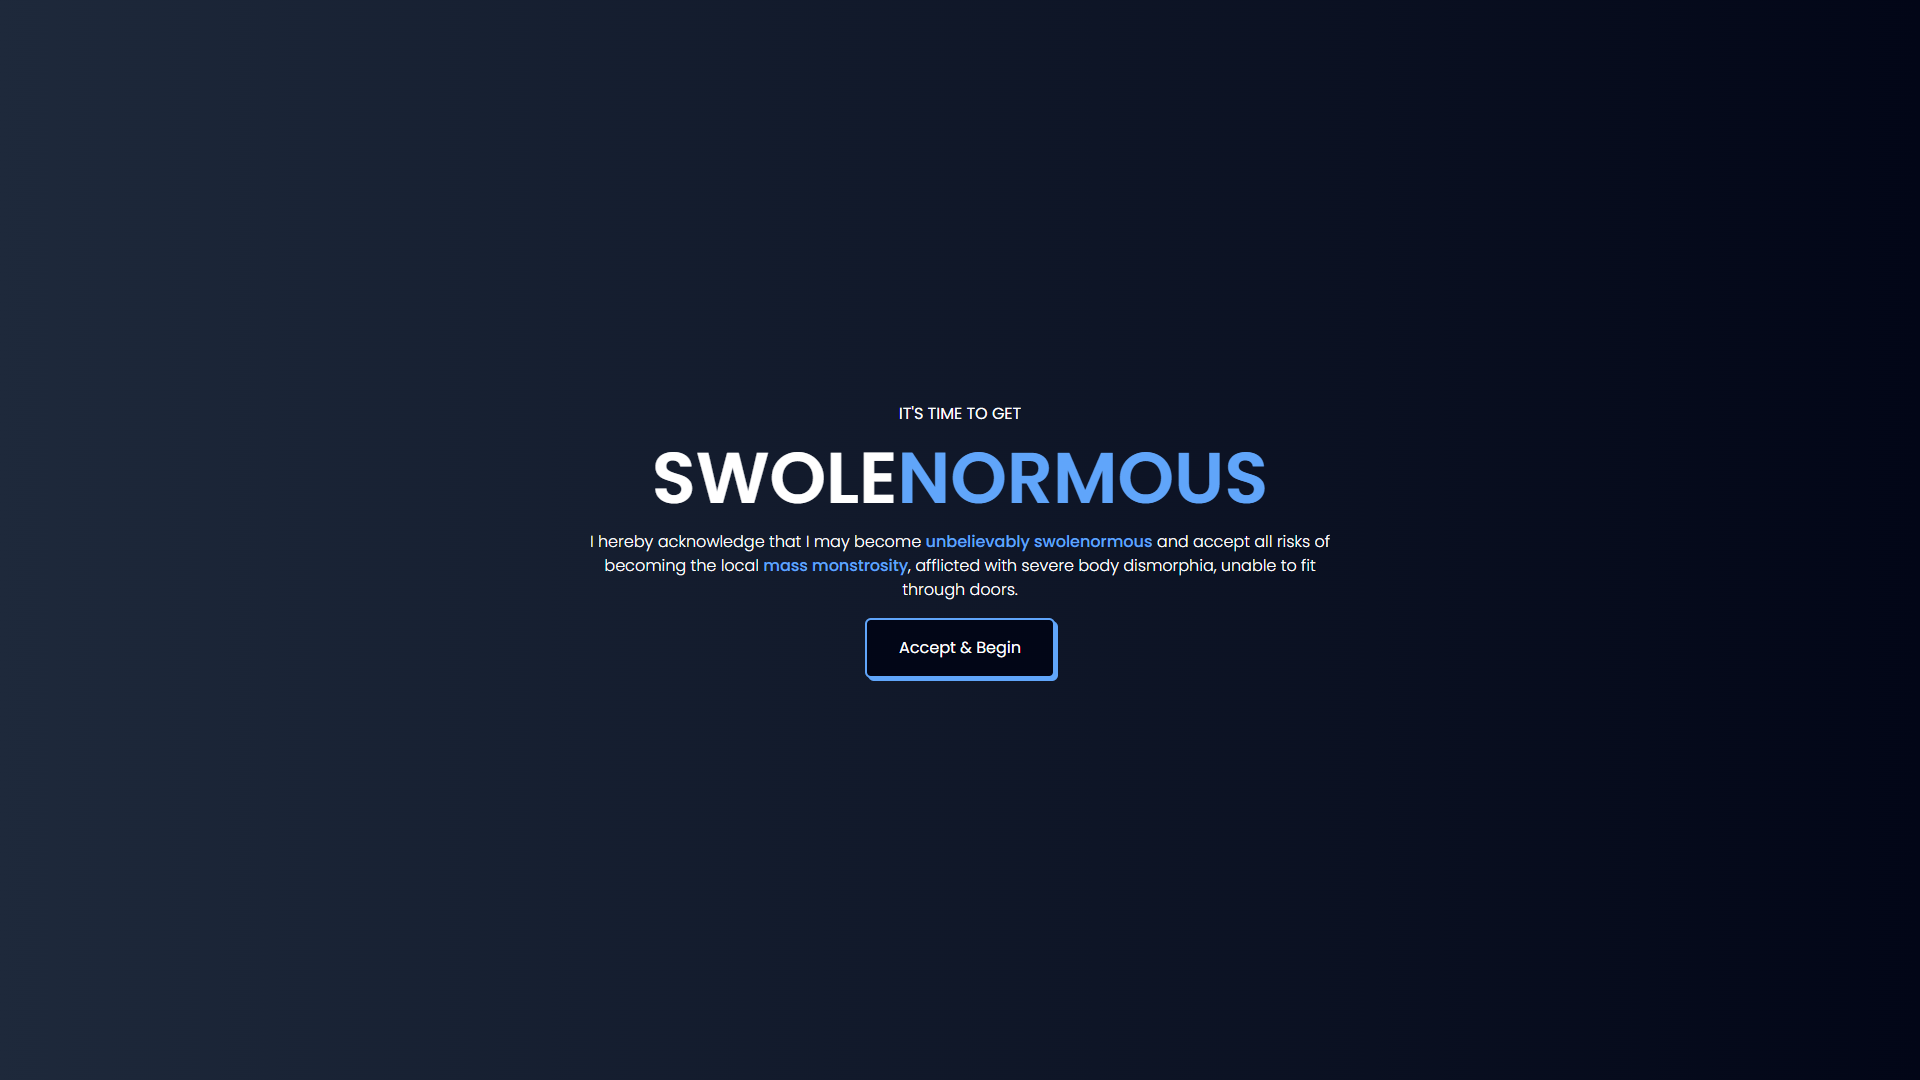 IT'S TIME TO GET
SWOLENORMOUS
I hereby acknowledge that I may become unbelievably swolenormous and accept all risks of
becoming the local mass monstrosity, afflicted with severe body dismorphia, unable to fit
through doors.
Accept & Begin